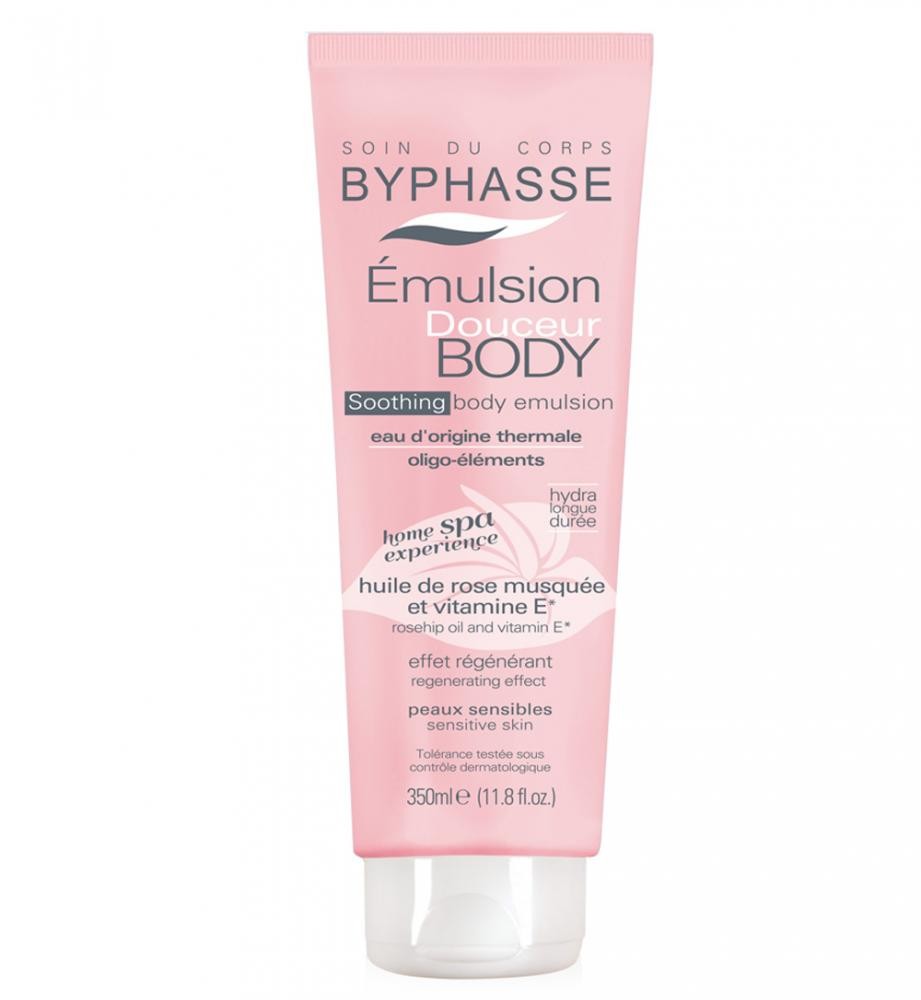 SOIN DU CORPS
BYPHASSE
Émulsion
Douceur
BODY
Soothing body emulsion
eau d'origine thermale
oligo-éléments
hydra
longue
durée
home spa
experience
huile de rose musquée
et vitamine E*
rosehip oil and vitamin E*
effet régénérant
regenerating effect
peaux sensibles
sensitive skin
Tolérance testée sous
contrôle dermatologique
350ml e (11.8 fl.oz.)